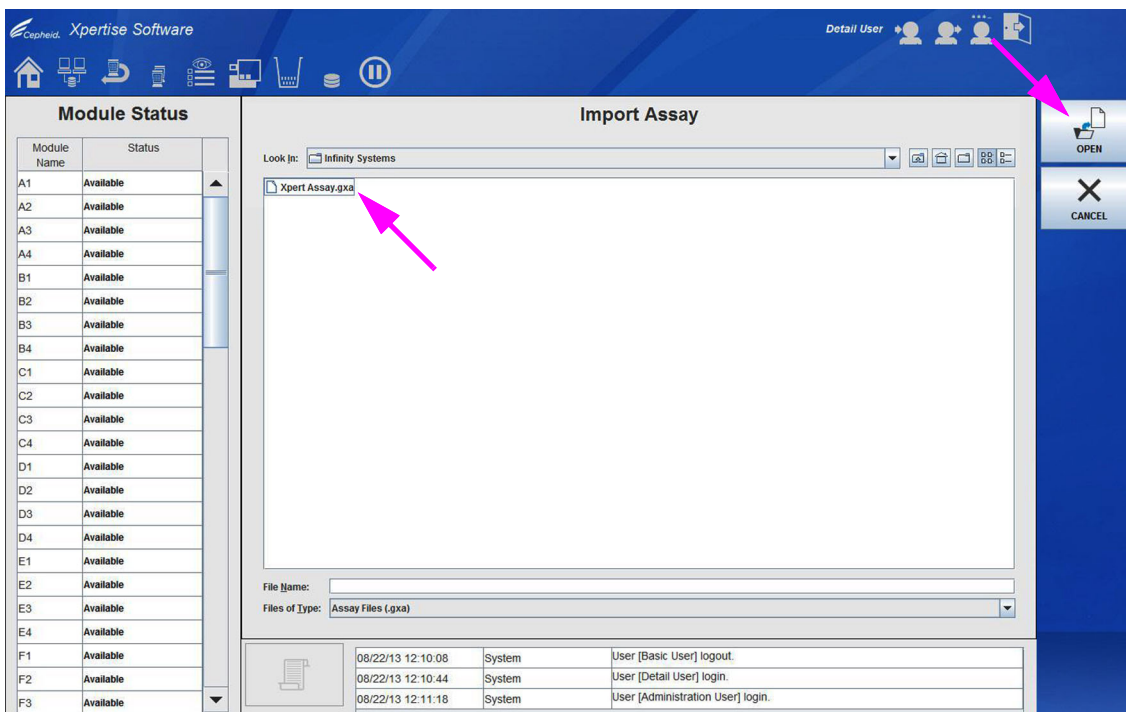 Cepheid. Xpertise Software
Detail User
Module Status
Module Name Status
A1 Available
A2 Available
A3 Available
A4 Available
B1 Available
B2 Available
B3 Available
B4 Available
C1 Available
C2 Available
C3 Available
C4 Available
D1 Available
D2 Available
D3 Available
D4 Available
E1 Available
E2 Available
E3 Available
E4 Available
F1 Available
F2 Available
F3 Available
Import Assay
Look In: Infinity Systems
Xpert Assay.gxa
File Name:
Files of Type: Assay Files (.gxa)
08/22/13 12:10:08 System User [Basic User] logout.
08/22/13 12:10:44 System User [Detail User] login.
08/22/13 12:11:18 System User [Administration User] login.
OPEN
CANCEL